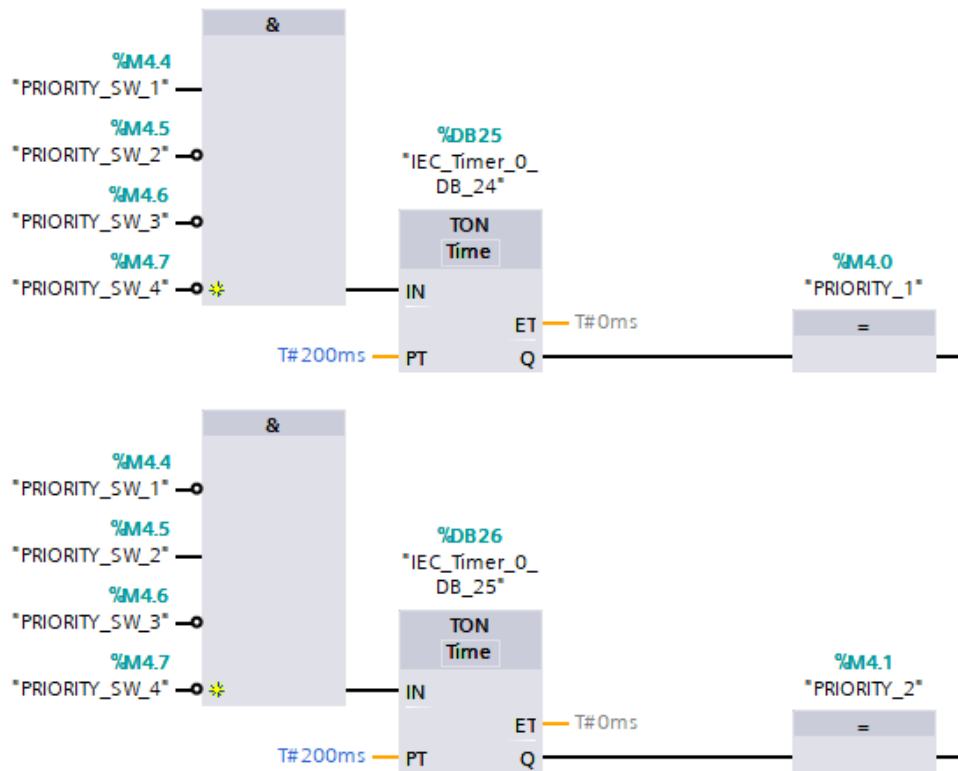 &
%M4.4
"PRIORITY_SW_1"
%M4.5
"PRIORITY_SW_2"
%M4.6
"PRIORITY_SW_3"
%M4.7
"PRIORITY_SW_4"
%DB25
"IEC_Timer_0_
DB_24"
TON
Time
IN
ET T#0ms
T#200ms PT Q
%M4.0
"PRIORITY_1"
=
&
%M4.4
"PRIORITY_SW_1"
%M4.5
"PRIORITY_SW_2"
%M4.6
"PRIORITY_SW_3"
%M4.7
"PRIORITY_SW_4"
%DB26
"IEC_Timer_0_
DB_25"
TON
Time
IN
ET T#0ms
T#200ms PT Q
%M4.1
"PRIORITY_2"
=